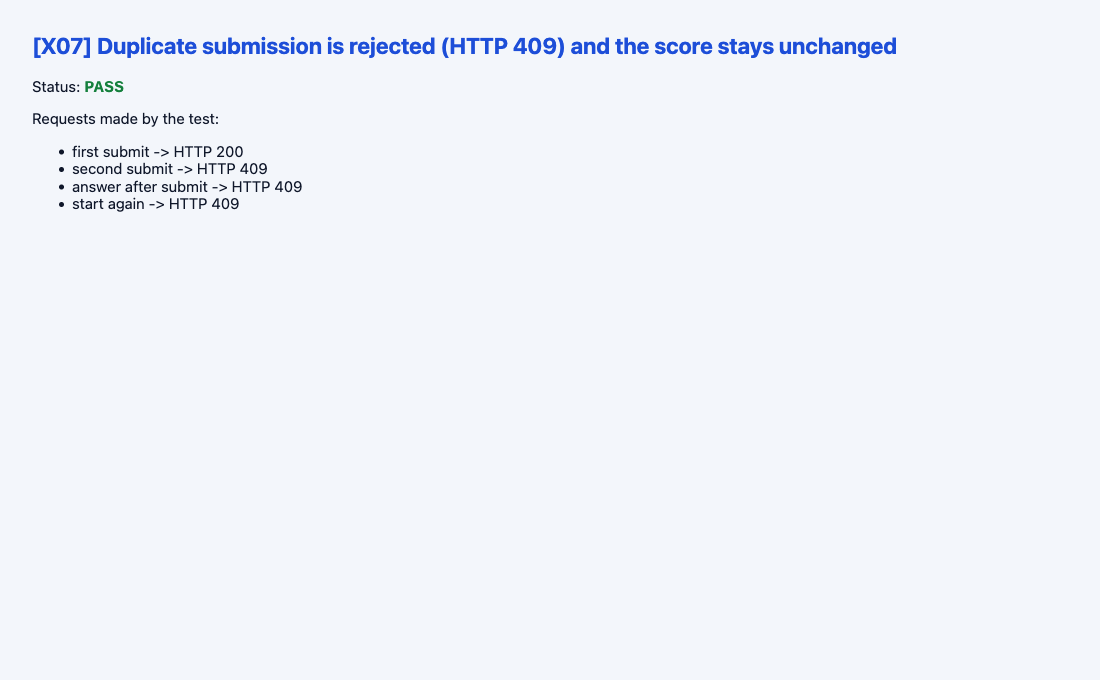 [X07] Duplicate submission is rejected (HTTP 409) and the score stays unchanged
Status: PASS
Requests made by the test:
• first submit -> HTTP 200
• second submit -> HTTP 409
• answer after submit -> HTTP 409
• start again -> HTTP 409